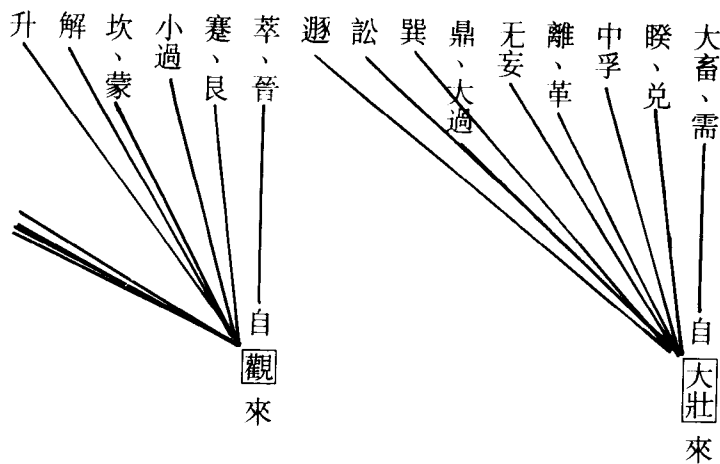 大畜、需
睽、兑
中孚
離、革
无妄
鼎、大過
巽
訟
遯
自大壯來
萃、晉
蹇、艮
小過
坎、蒙
解
升
自觀來